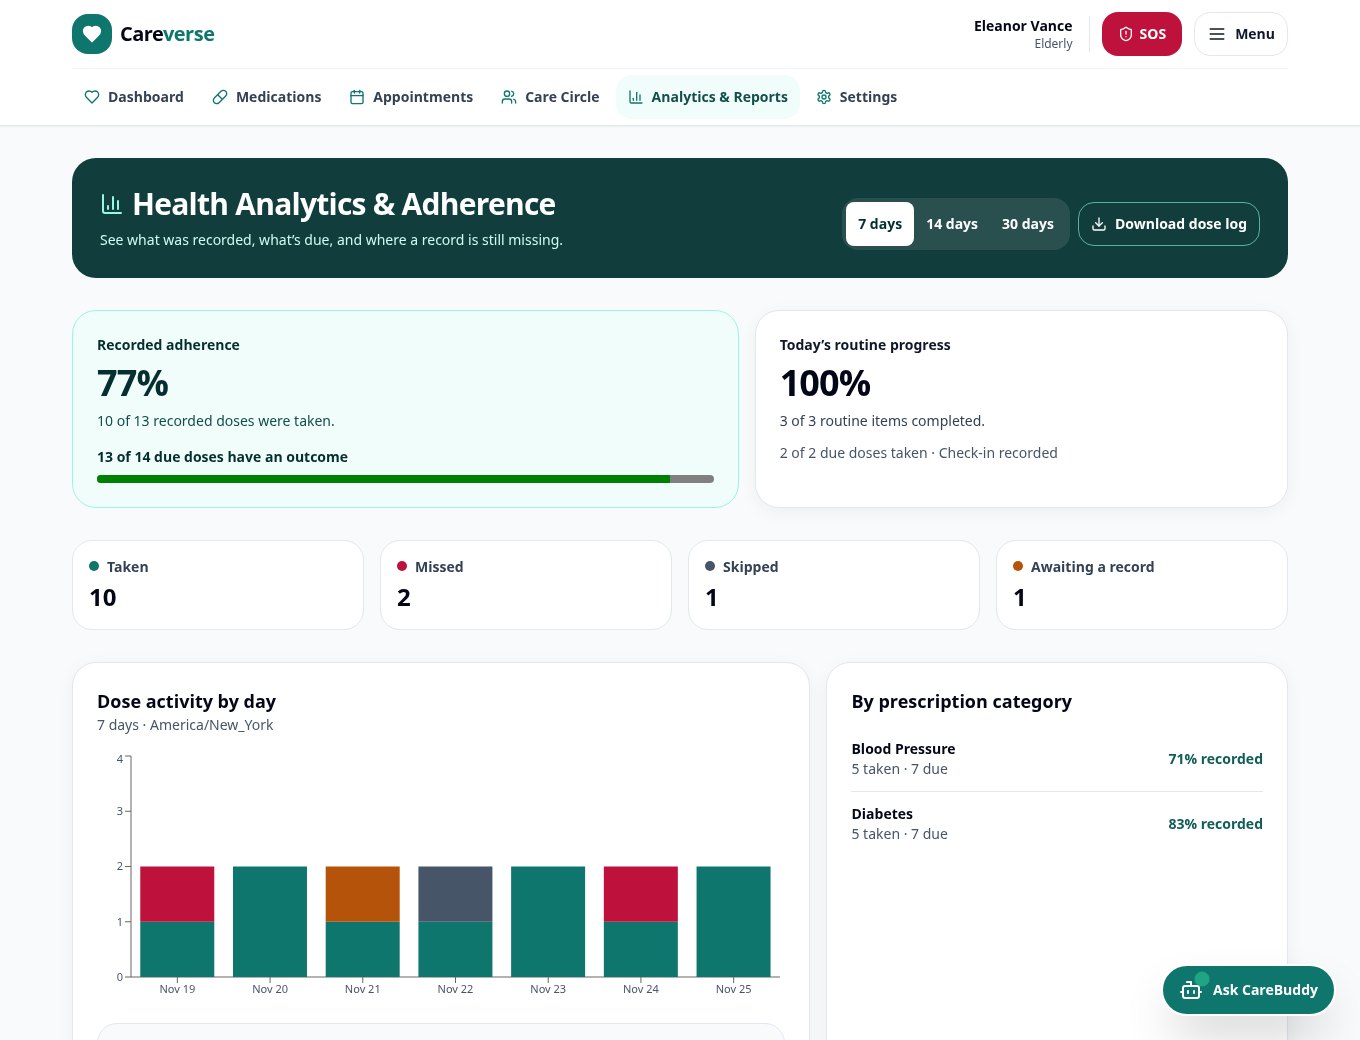 Careverse
Eleanor Vance
Elderly
SOS
Menu
Dashboard
Medications
Appointments
Care Circle
Analytics & Reports
Settings
Health Analytics & Adherence
See what was recorded, what’s due, and where a record is still missing.
7 days
14 days
30 days
Download dose log
Recorded adherence
77%
10 of 13 recorded doses were taken.
13 of 14 due doses have an outcome
Today’s routine progress
100%
3 of 3 routine items completed.
2 of 2 due doses taken · Check-in recorded
Taken
10
Missed
2
Skipped
1
Awaiting a record
1
Dose activity by day
7 days · America/New_York
4
3
2
1
0
Nov 19
Nov 20
Nov 21
Nov 22
Nov 23
Nov 24
Nov 25
By prescription category
Blood Pressure
5 taken · 7 due
71% recorded
Diabetes
5 taken · 7 due
83% recorded
Ask CareBuddy